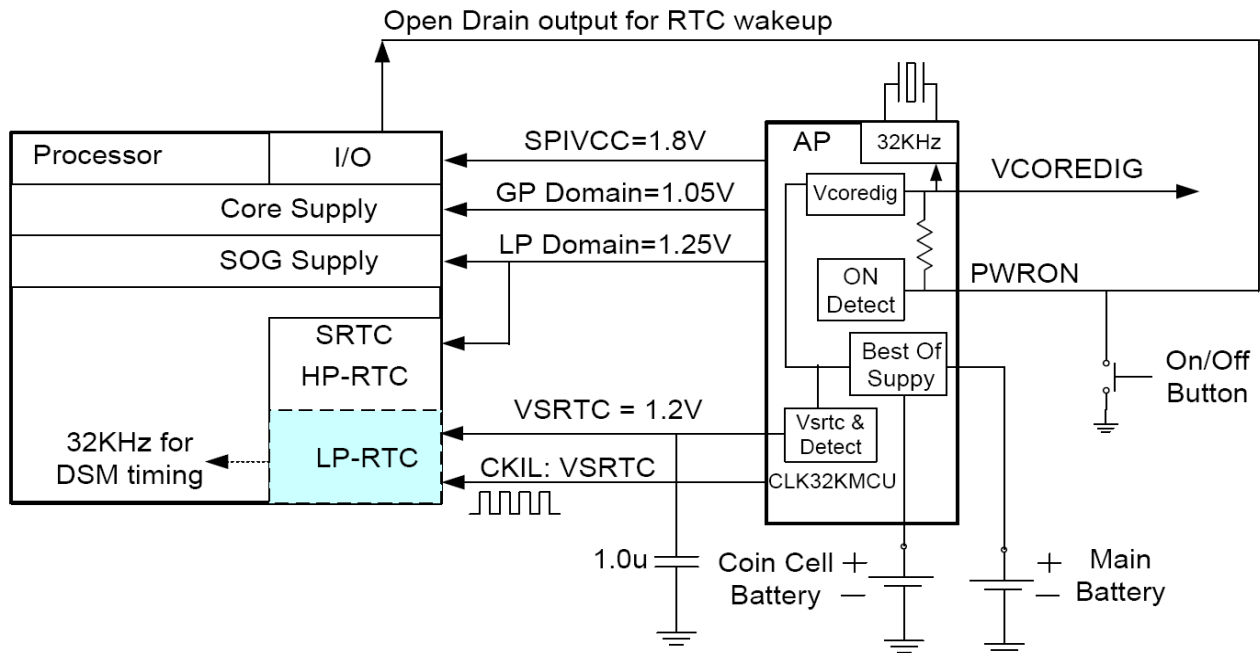 Open Drain output for RTC wakeup
Processor
I/O
Core Supply
SOG Supply
SRTC
HP-RTC
LP-RTC
32KHz for
DSM timing
SPIVCC=1.8V
GP Domain=1.05V
LP Domain=1.25V
VSRTC = 1.2V
CKIL: VSRTC
1.0u
AP
32KHz
Vcoredig
VCOREDIG
ON
Detect
PWRON
Best Of
Suppy
Vsrtc &
Detect
CLK32KMCU
On/Off
Button
Coin Cell
Battery
+
−
+
−
Main
Battery